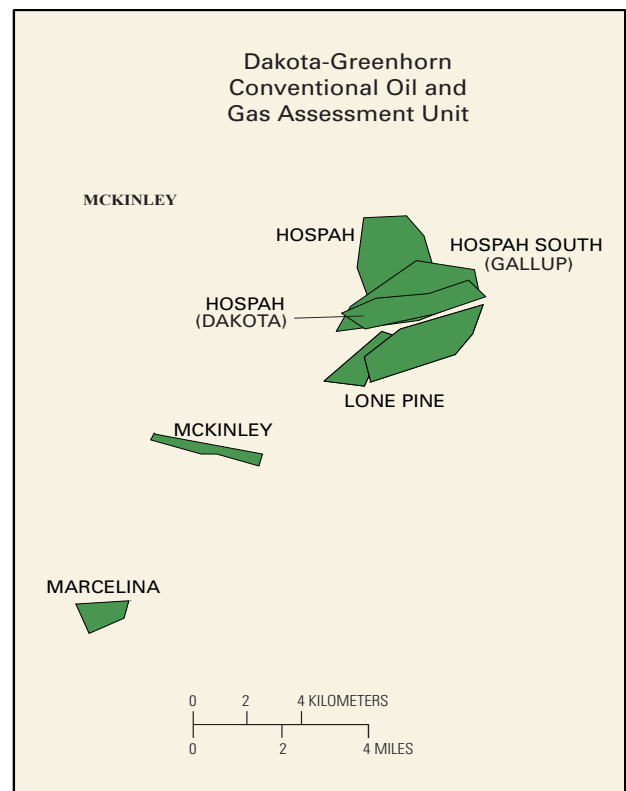 Dakota-Greenhorn
Conventional Oil and
Gas Assessment Unit
MCKINLEY
HOSPAH
HOSPAH SOUTH
(GALLUP)
HOSPAH
(DAKOTA)
LONE PINE
MCKINLEY
MARCELINA
0 2 4 KILOMETERS
0 2 4 MILES